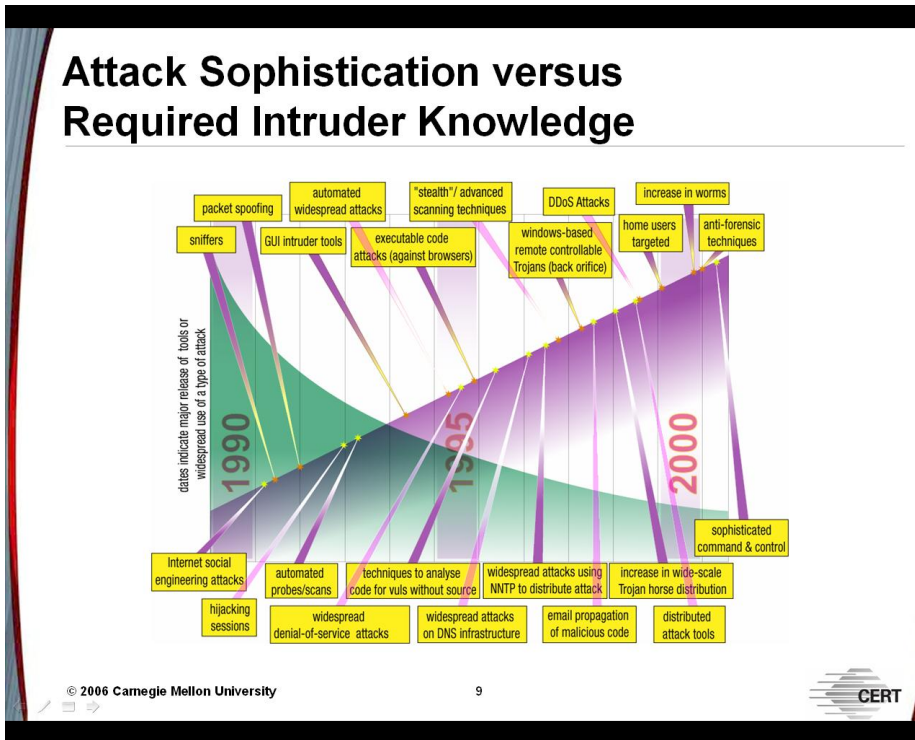 Attack Sophistication versus
Required Intruder Knowledge
packet spoofing
automated
widespread attacks
"stealth"/ advanced
scanning techniques
DDoS Attacks
increase in worms
sniffers
GUI intruder tools
executable code
attacks (against browsers)
windows-based
remote controllable
Trojans (back orifice)
home users
targeted
anti-forensic
techniques
dates indicate major release of tools or
widespread use of a type of attack
1990
1995
2000
Internet social
engineering attacks
automated
probes/scans
techniques to analyse
code for vuls without source
widespread attacks using
NNTP to distribute attack
increase in wide-scale
Trojan horse distribution
sophisticated
command & control
hijacking
sessions
widespread
denial-of-service attacks
widespread attacks
on DNS infrastructure
email propagation
of malicious code
distributed
attack tools
© 2006 Carnegie Mellon University
9
CERT